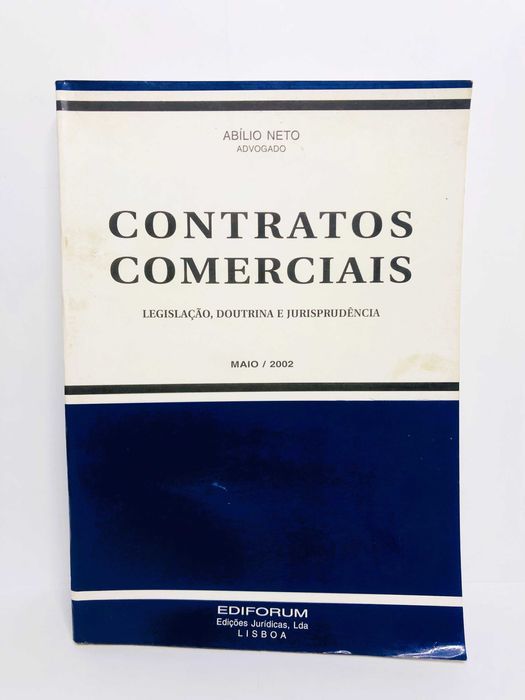 ABÍLIO NETO
ADVOGADO
CONTRATOS
COMERCIAIS
LEGISLAÇÃO, DOUTRINA E JURISPRUDÊNCIA
MAIO / 2002
EDIFORUM
Edições Jurídicas, Lda
LISBOA